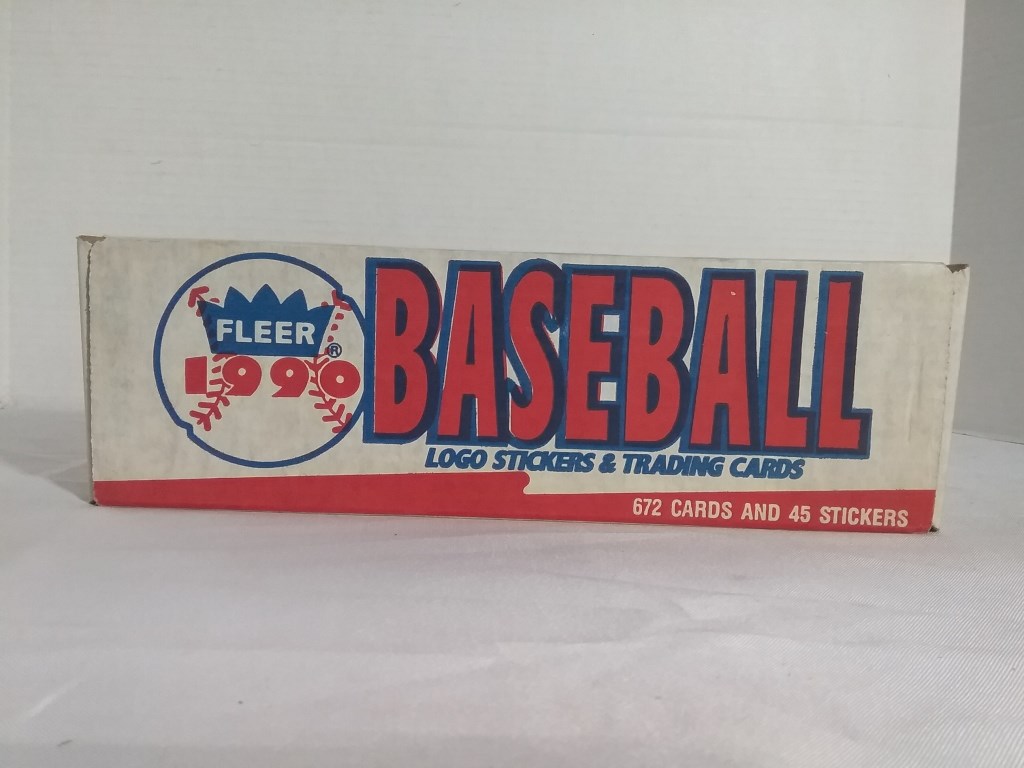 FLEER®
1990
BASEBALL
LOGO STICKERS & TRADING CARDS
672 CARDS AND 45 STICKERS